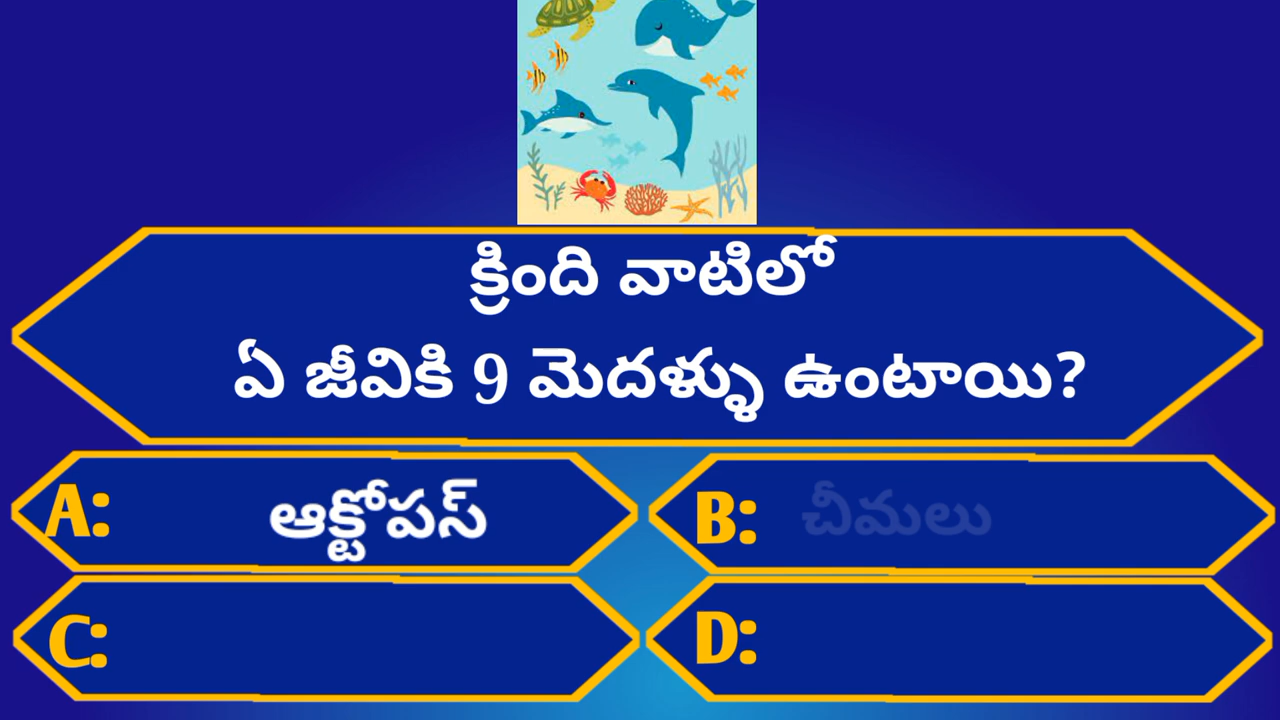 క్రింది వాటిలో
ఏ జీవికి 9 మెదళ్ళు ఉంటాయి?
A: ఆక్టోపస్
B: చీమలు
C:
D: